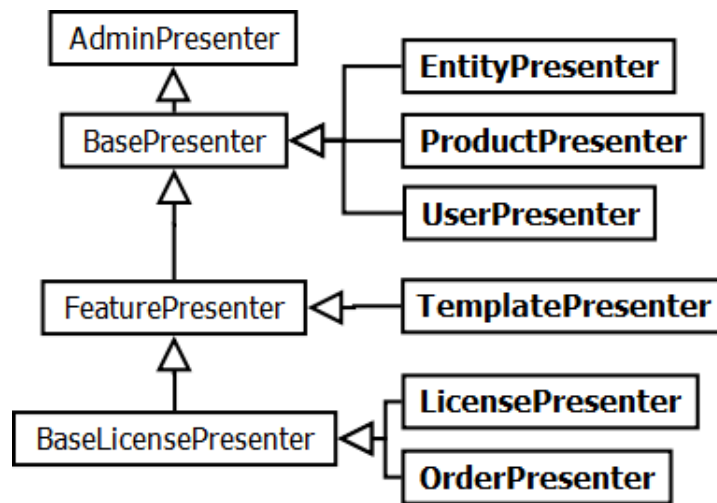 AdminPresenter
EntityPresenter
BasePresenter
ProductPresenter
UserPresenter
FeaturePresenter
TemplatePresenter
LicensePresenter
BaseLicensePresenter
OrderPresenter